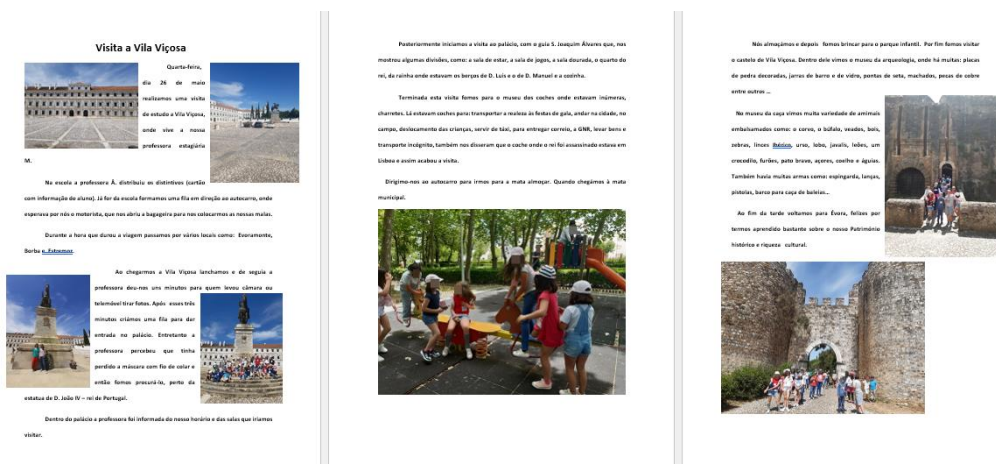 Visita a Vila Viçosa
Quarta-feira,
dia 26 de maio
realizamos uma visita
de estudo a Vila Viçosa,
onde vive a nossa
professora estagiária
M.
Na escola a professora Â. distribuiu os distintivos (cartão
com informação do aluno). Já for da escola formamos uma fila em direção ao autocarro, onde
esperava por nós o motorista, que nos abriu a bagageira para nos colocarmos as nossas malas.
Durante a hora que durou a viagem passamos por vários locais como: Evoramonte,
Borba e, Estremoz.
Ao chegarmos a Vila Viçosa lanchamos e de seguia a
professora deu-nos uns minutos para quem levou câmara ou
telemóvel tirar fotos. Após esses três
minutos criámos uma fila para dar
entrada no palácio. Entretanto a
professora percebeu que tinha
perdido a máscara com fio de colar e
então fomos procurá-lo, perto da
estatua de D. João IV – rei de Portugal.
Dentro do palácio a professora foi informada do nosso horário e das salas que iriamos
visitar.
Posteriormente iniciamos a visita ao palácio, com o guia S. Joaquim Álvares que, nos
mostrou algumas divisões, como: a sala de estar, a sala de jogos, a sala dourada, o quarto do
rei, da rainha onde estavam os berços de D. Luis e o de D. Manuel e a cozinha.
Terminada esta visita fomos para o museu dos coches onde estavam inúmeras,
charretes. Lá estavam coches para: transportar a realeza às festas de gala, andar na cidade, no
campo, deslocamento das crianças, servir de táxi, para entregar correio, a GNR, levar bens e
transporte incógnito, também nos disseram que o coche onde o rei foi assassinado estava em
Lisboa e assim acabou a visita.
Dirigimo-nos ao autocarro para irmos para a mata almoçar. Quando chegámos à mata
municipal.
Nós almoçámos e depois fomos brincar para o parque infantil. Por fim fomos visitar
o castelo de Vila Viçosa. Dentro dele vimos o museu da arqueologia, onde há muitas: placas
de pedra decoradas, jarras de barro e de vidro, pontas de seta, machados, pecas de cobre
entre outros ...
No museu da caça vimos muita variedade de animais
embalsamados como: o corvo, o búfalo, veados, bois,
zebras, linces Ibérico, urso, lobo, javalis, leões, um
crocodilo, furões, pato bravo, açores, coelho e águias.
Também havia muitas armas como: espingarda, lanças,
pistolas, barco para caça de baleias...
Ao fim da tarde voltamos para Évora, felizes por
termos aprendido bastante sobre o nosso Património
histórico e riqueza cultural.